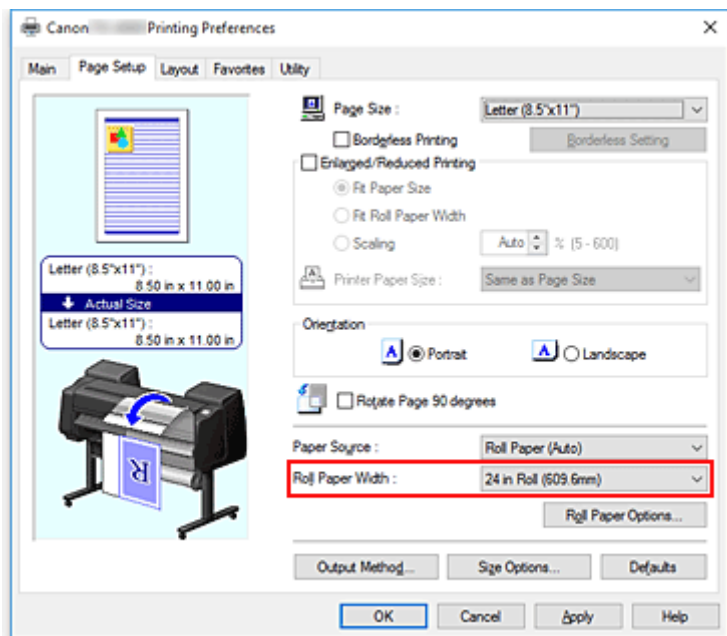 Canon Printing Preferences
Main Page Setup Layout Favorites Utility
Page Size : Letter (8.5"x11")
Borderless Printing Borderless Setting
Enlarged/Reduced Printing
Fit Paper Size
Fit Roll Paper Width
Scaling Auto % (5 - 600)
Printer Paper Size : Same as Page Size
Letter (8.5"x11") :
8.50 in x 11.00 in
Actual Size
Letter (8.5"x11") :
8.50 in x 11.00 in
Orientation
A Portrait A Landscape
Rotate Page 90 degrees
R
Paper Source : Roll Paper (Auto)
Roll Paper Width : 24 in Roll (609.6mm)
Roll Paper Options...
Output Method... Size Options... Defaults
OK Cancel Apply Help